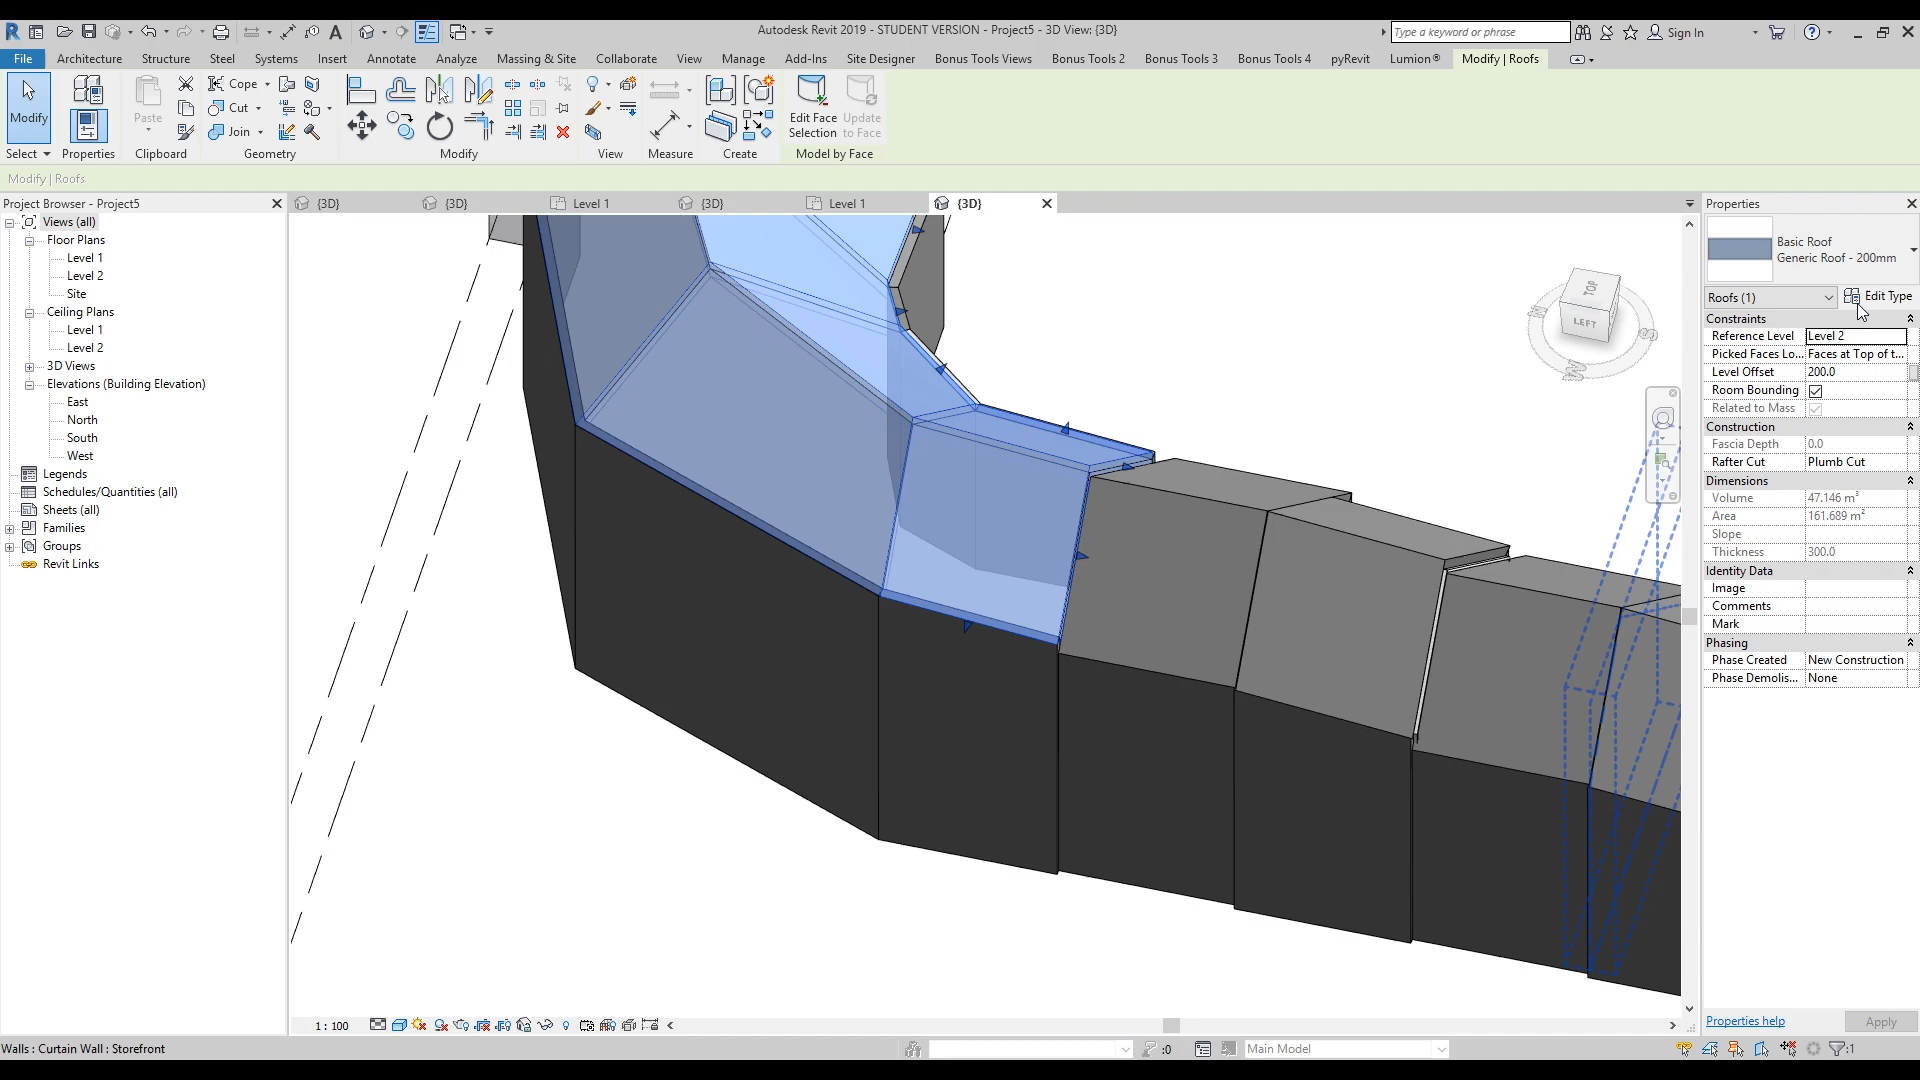 Autodesk Revit 2019 - STUDENT VERSION - Project5 - 3D View: {3D}
Type a keyword or phrase
Sign In
File Architecture Structure Steel Systems Insert Annotate Analyze Massing & Site Collaborate View Manage Add-Ins Site Designer Bonus Tools Views Bonus Tools 2 Bonus Tools 3 Bonus Tools 4 pyRevit Lumion® Modify | Roofs
Modify
Paste
Cope
Cut
Join
Edit Face Selection
Update to Face
Select Properties Clipboard Geometry Modify View Measure Create Model by Face
Modify | Roofs
Project Browser - Project5
{3D} {3D} Level 1 {3D} Level 1 {3D}
Views (all)
Floor Plans
Level 1
Level 2
Site
Ceiling Plans
Level 1
Level 2
3D Views
Elevations (Building Elevation)
East
North
South
West
Legends
Schedules/Quantities (all)
Sheets (all)
Families
Groups
Revit Links
TOP
LEFT
W
S
Properties
Basic Roof
Generic Roof - 200mm
Roofs (1) Edit Type
Constraints
Reference Level Level 2
Picked Faces Lo... Faces at Top of t...
Level Offset 200.0
Room Bounding
Related to Mass
Construction
Fascia Depth 0.0
Rafter Cut Plumb Cut
Dimensions
Volume 47.146 m³
Area 161.689 m²
Slope
Thickness 300.0
Identity Data
Image
Comments
Mark
Phasing
Phase Created New Construction
Phase Demolis... None
Properties help Apply
1 : 100
Walls : Curtain Wall : Storefront
:0
Main Model
:1